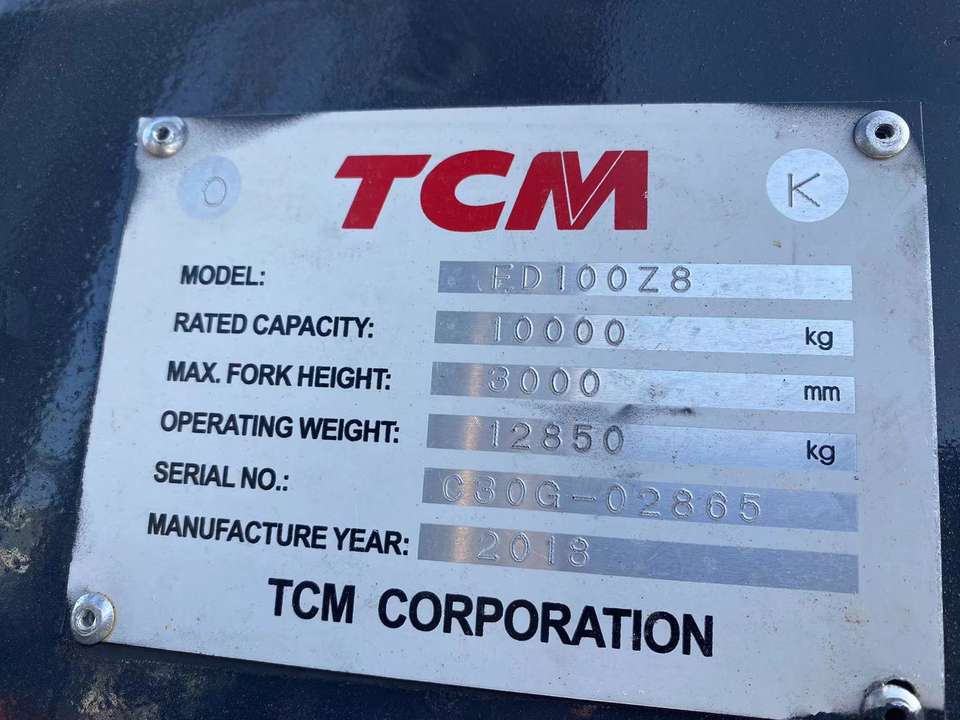 TCM
O
K
MODEL: FD100Z8
RATED CAPACITY: 10000 kg
MAX. FORK HEIGHT: 3000 mm
OPERATING WEIGHT: 12850 kg
SERIAL NO.: C30G-02865
MANUFACTURE YEAR: 2018
TCM CORPORATION